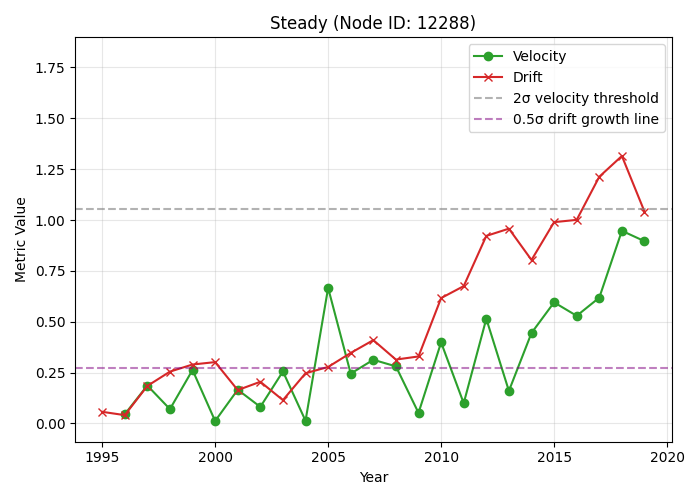 Steady (Node ID: 12288)
Velocity
Drift
2σ velocity threshold
0.5σ drift growth line
Metric Value
1.75
1.50
1.25
1.00
0.75
0.50
0.25
0.00
1995
2000
2005
2010
2015
2020
Year